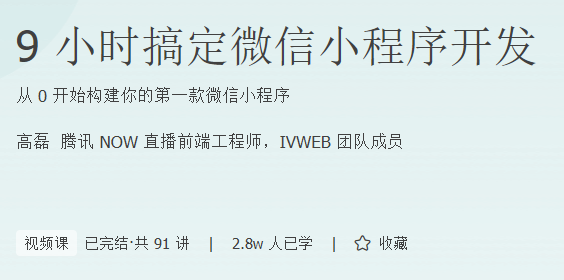 9 小时搞定微信小程序开发
从 0 开始构建你的第一款微信小程序
高磊 腾讯 NOW 直播前端工程师，IVWEB 团队成员
视频课 已完结·共 91 讲 | 2.8w 人已学 | 收藏